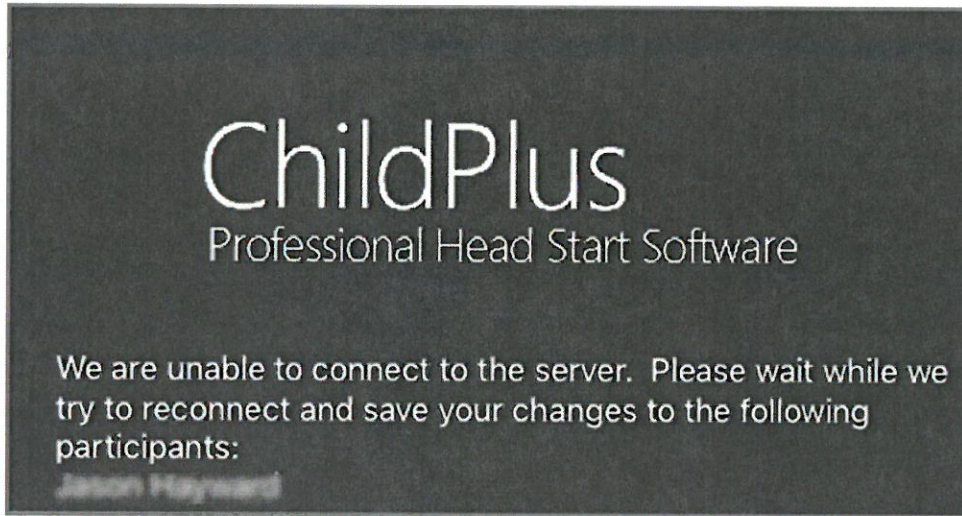 ChildPlus
Professional Head Start Software
We are unable to connect to the server. Please wait while we
try to reconnect and save your changes to the following
participants: